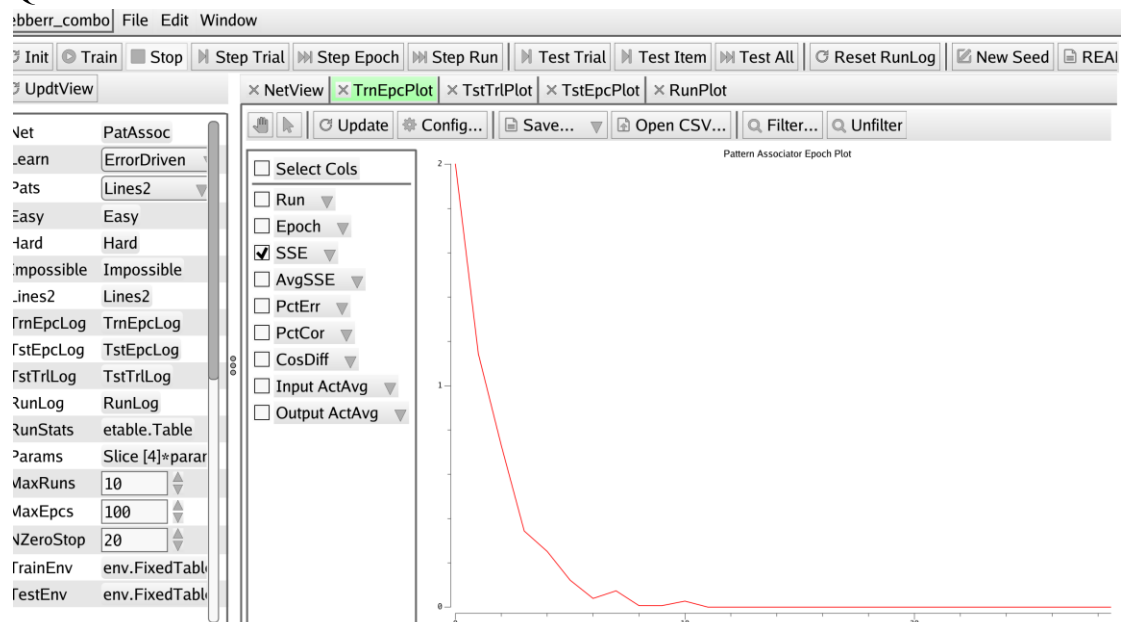 ebberr_combo File Edit Window
Init Train Stop Step Trial Step Epoch Step Run Test Trial Test Item Test All Reset RunLog New Seed REA
UpdtView
NetView TrnEpcPlot TstTrlPlot TstEpcPlot RunPlot
Update Config... Save... Open CSV... Filter... Unfilter
Net PatAssoc
Learn ErrorDriven
Pats Lines2
Easy Easy
Hard Hard
Impossible Impossible
Lines2 Lines2
TrnEpcLog TrnEpcLog
TstEpcLog TstEpcLog
TstTrlLog TstTrlLog
RunLog RunLog
RunStats etable.Table
Params Slice [4]*parar
MaxRuns 10
MaxEpcs 100
NZeroStop 20
TrainEnv env.FixedTabl
TestEnv env.FixedTabl
Select Cols
Run
Epoch
SSE
AvgSSE
PctErr
PctCor
CosDiff
Input ActAvg
Output ActAvg
Pattern Associator Epoch Plot
2
1
0